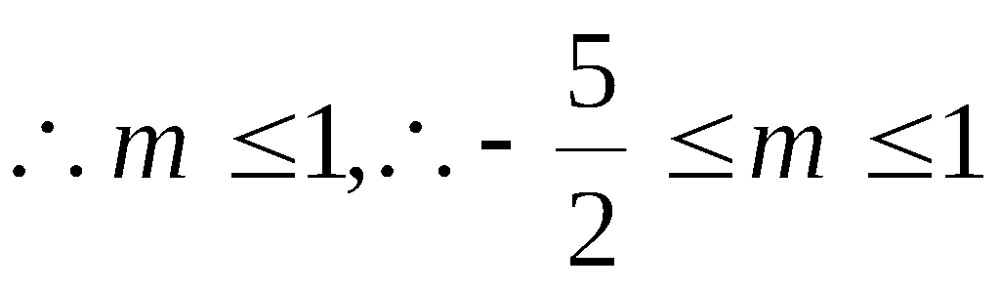 ∴ m ≤ 1, ∴ - 5/2 ≤ m ≤ 1